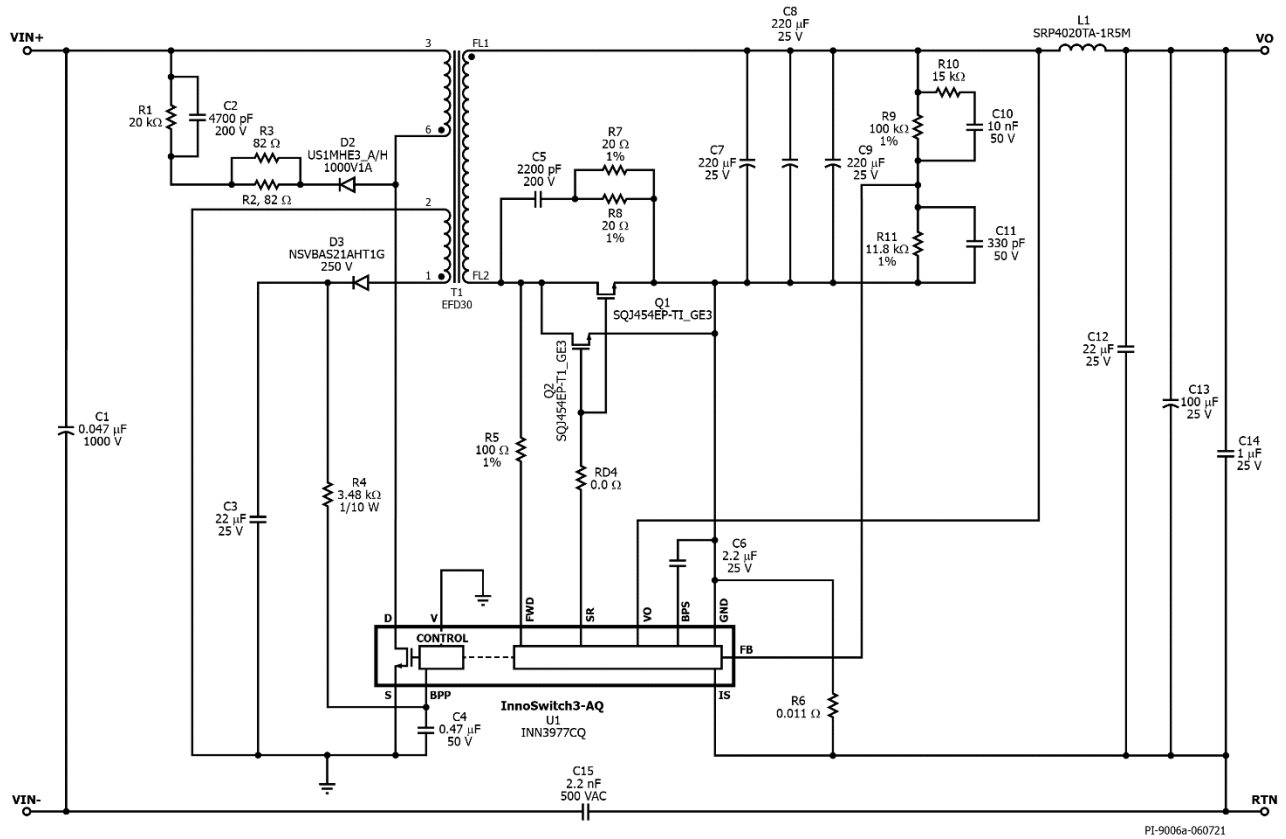 C8
220 μF
25 V
L1
SRP4020TA-1R5M
VIN+
VO
3
FL1
R10
15 kΩ
R1
20 kΩ
C2
4700 pF
200 V
R3
82 Ω
D2
US1MHE3_A/H
1000V1A
6
R2, 82 Ω
R7
20 Ω
1%
C5
2200 pF
200 V
R8
20 Ω
1%
C7
220 μF
25 V
C9
220 μF
25 V
R9
100 kΩ
1%
C10
10 nF
50 V
2
D3
NSVBAS21AHT1G
250 V
1
FL2
T1
EFD30
R11
11.8 kΩ
1%
C11
330 pF
50 V
Q1
SQJ454EP-TI_GE3
Q2
SQJ454EP-T1_GE3
C12
22 μF
25 V
C13
100 μF
25 V
C1
0.047 μF
1000 V
R5
100 Ω
1%
RD4
0.0 Ω
C14
1 μF
25 V
R4
3.48 kΩ
1/10 W
C3
22 μF
25 V
C6
2.2 μF
25 V
D
V
FWD
SR
VO
BPS
GND
CONTROL
FB
S
BPP
IS
InnoSwitch3-AQ
U1
INN3977CQ
R6
0.011 Ω
C4
0.47 μF
50 V
C15
2.2 nF
500 VAC
VIN-
RTN
PI-9006a-060721